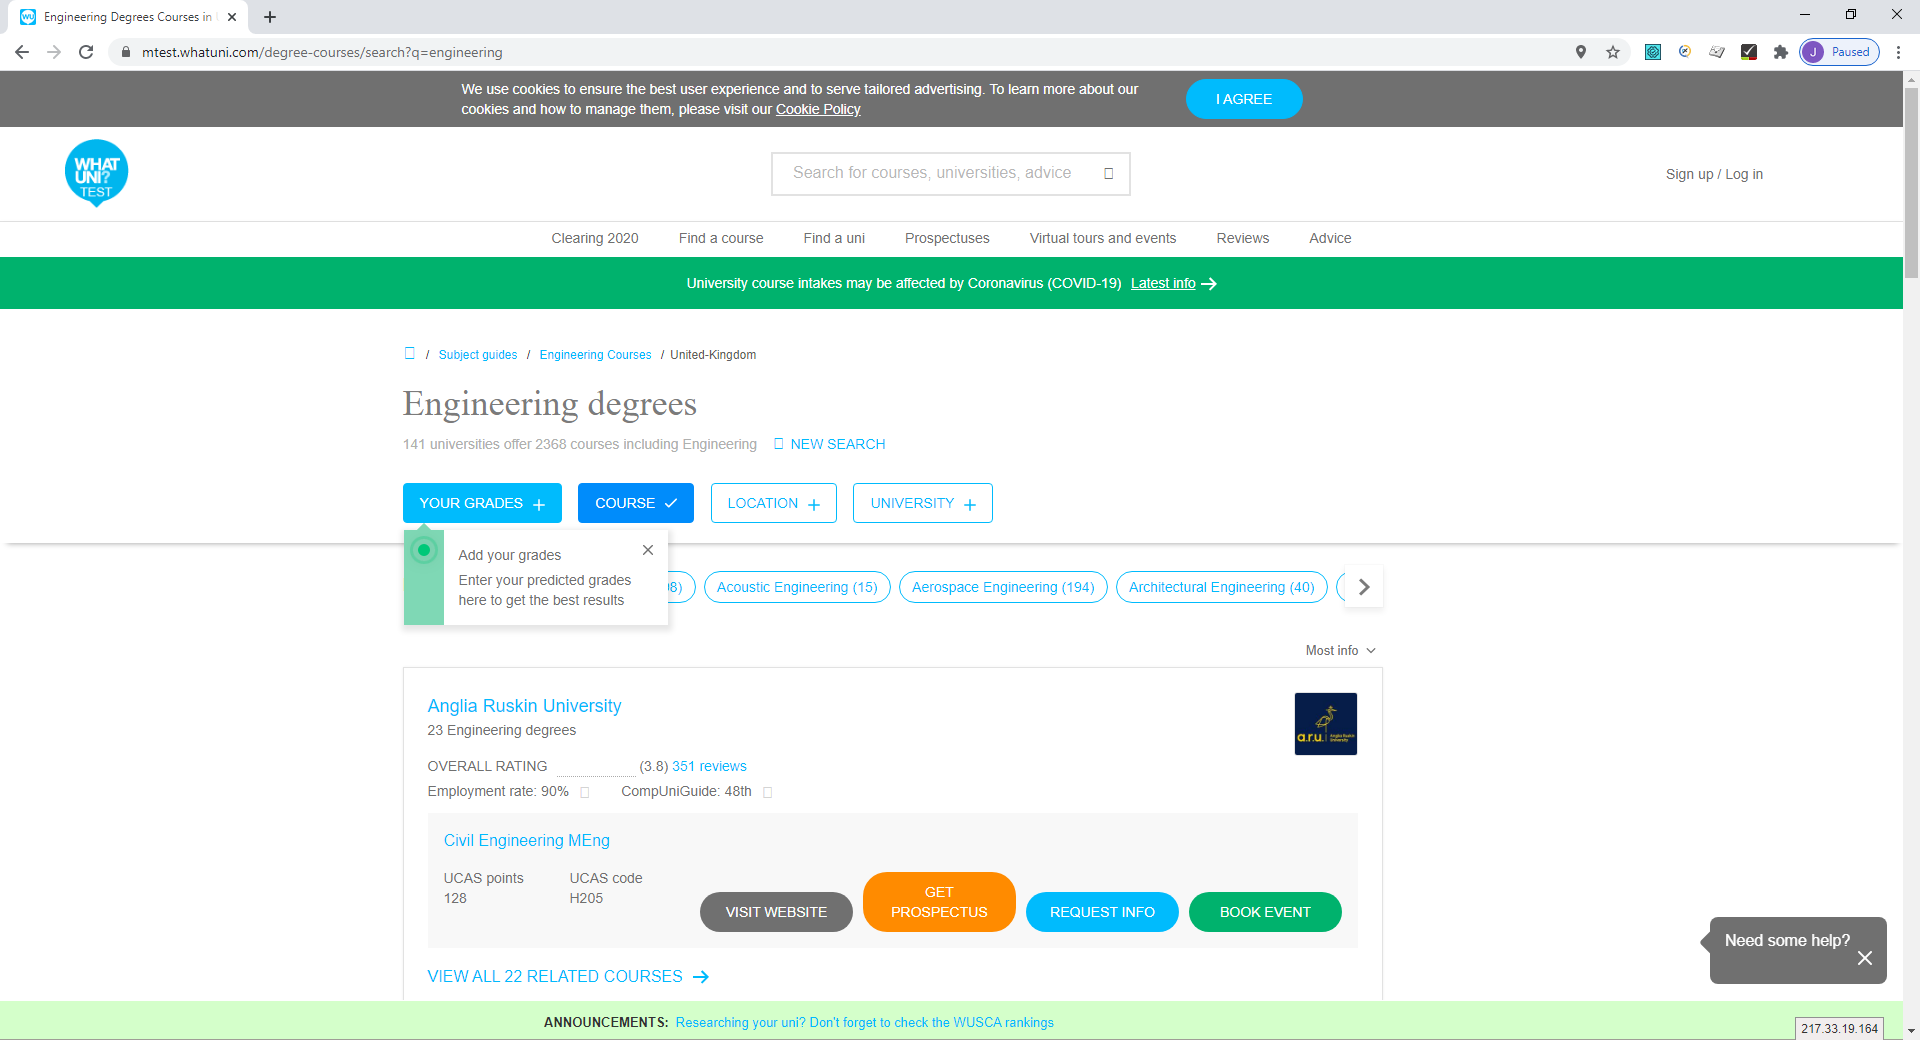 Engineering Degrees Courses in
mtest.whatuni.com/degree-courses/search?q=engineering
J Paused
We use cookies to ensure the best user experience and to serve tailored advertising. To learn more about our
cookies and how to manage them, please visit our Cookie Policy
I AGREE
WHAT
UNI?
TEST
Search for courses, universities, advice
Sign up / Log in
Clearing 2020 Find a course Find a uni Prospectuses Virtual tours and events Reviews Advice
University course intakes may be affected by Coronavirus (COVID-19) Latest info
/ Subject guides / Engineering Courses / United-Kingdom
Engineering degrees
141 universities offer 2368 courses including Engineering NEW SEARCH
YOUR GRADES COURSE LOCATION UNIVERSITY
Add your grades
Enter your predicted grades
here to get the best results
Acoustic Engineering (15) Aerospace Engineering (194) Architectural Engineering (40)
Most info
Anglia Ruskin University
23 Engineering degrees
a.r.u. Anglia Ruskin
University
OVERALL RATING (3.8) 351 reviews
Employment rate: 90% CompUniGuide: 48th
Civil Engineering MEng
UCAS points UCAS code
128 H205
VISIT WEBSITE
GET
PROSPECTUS
REQUEST INFO
BOOK EVENT
VIEW ALL 22 RELATED COURSES
Need some help?
ANNOUNCEMENTS: Researching your uni? Don't forget to check the WUSCA rankings
217.33.19.164